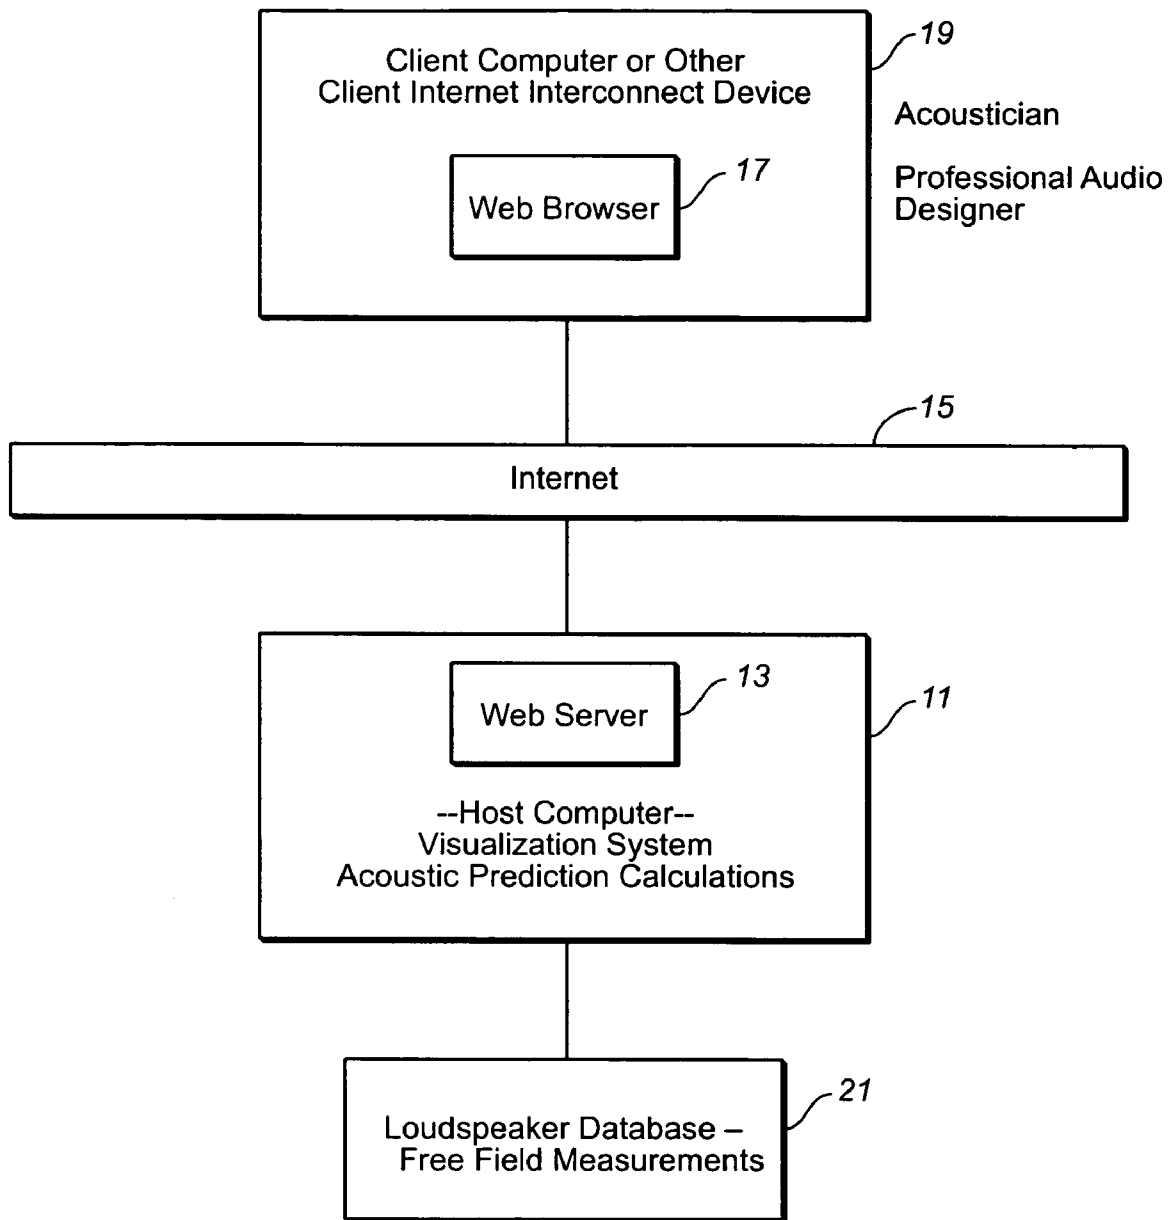 19
Client Computer or Other
Client Internet Interconnect Device
Acoustician
17
Web Browser
Professional Audio
Designer
15
Internet
13
Web Server
11
--Host Computer--
Visualization System
Acoustic Prediction Calculations
21
Loudspeaker Database –
Free Field Measurements